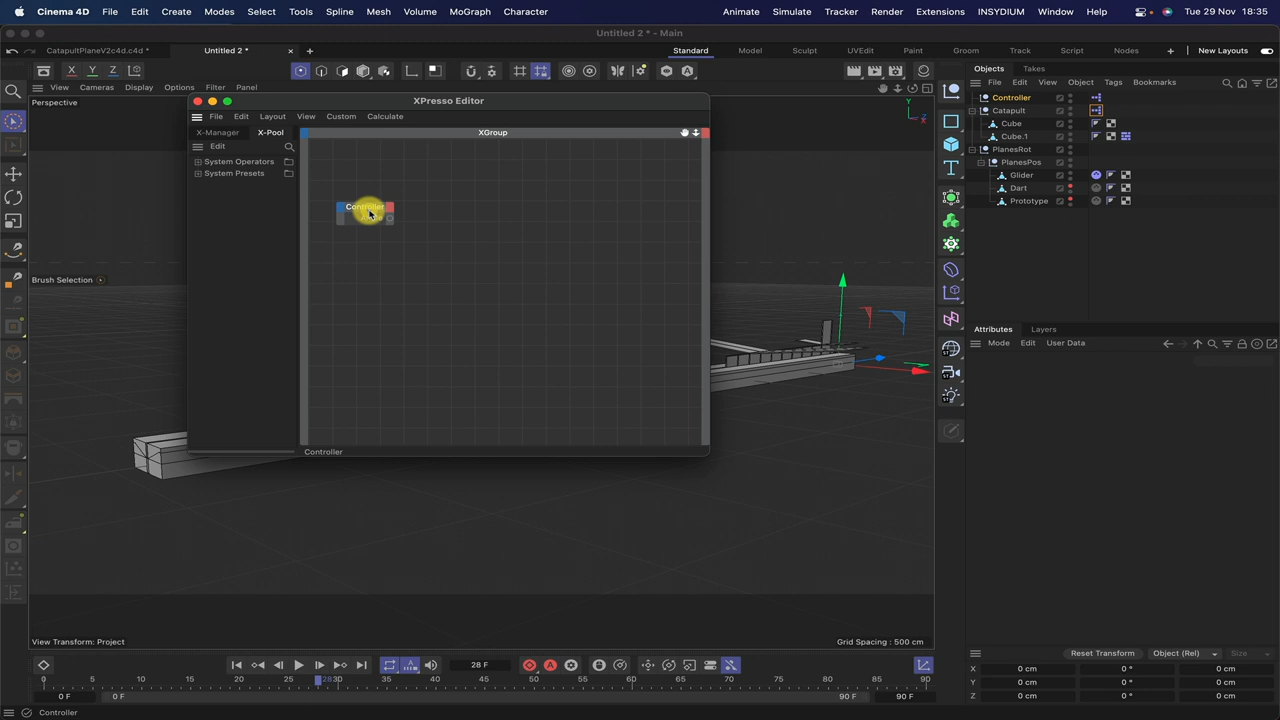 Cinema 4D File Edit Create Modes Select Tools Spline Mesh Volume MoGraph Character Animate Simulate Tracker Render Extensions INSYDIUM Window Help Tue 29 Nov 18:35
Untitled 2 * - Main
CatapultPlaneV2c4d.c4d * Untitled 2 * Standard Model Sculpt UVEdit Paint Groom Track Script Nodes New Layouts
X Y Z
Objects Takes
View Cameras Display Options Filter Panel
File Edit View Object Tags Bookmarks
Perspective
XPresso Editor
Controller
Catapult
File Edit Layout View Custom Calculate
Cube
X-Manager X-Pool XGroup
Cube.1
Edit
PlanesRot
System Operators
PlanesPos
System Presets
Glider
Dart
Prototype
Controller
Brush Selection
Attributes Layers
Mode Edit User Data
Controller
View Transform: Project Grid Spacing : 500 cm
Reset Transform Object (Rel) Size
28 F
X 0 cm 0 ° 0 cm
0 5 10 15 20 25 28 30 35 40 45 50 55 60 65 70 75 80 85 90
Y 0 cm 0 ° 0 cm
0 F 0 F 90 F 90 F
Z 0 cm 0 ° 0 cm
Controller